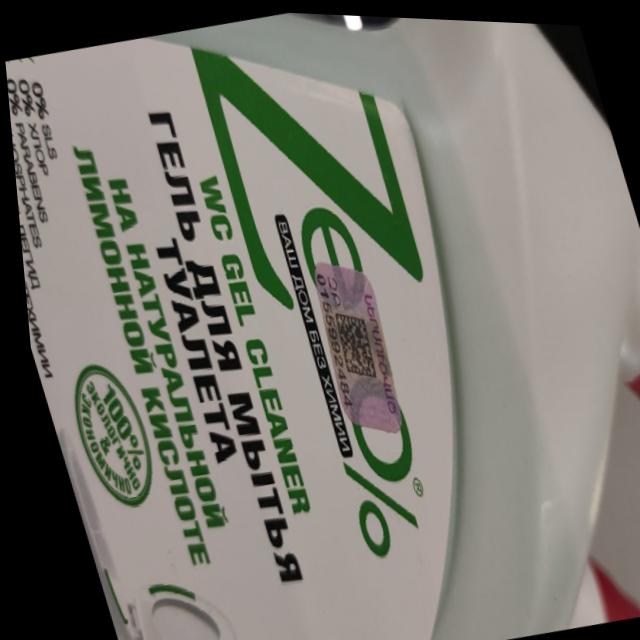 Zero%
ВАШ ДОМ БЕЗ ХИМИИ
WC GEL CLEANER
ГЕЛЬ ДЛЯ МЫТЬЯ
ТУАЛЕТА
НА НАТУРАЛЬНОЙ
ЛИМОННОЙ КИСЛОТЕ
0% SLS
0% ХЛОР
0% PARABENS
100%